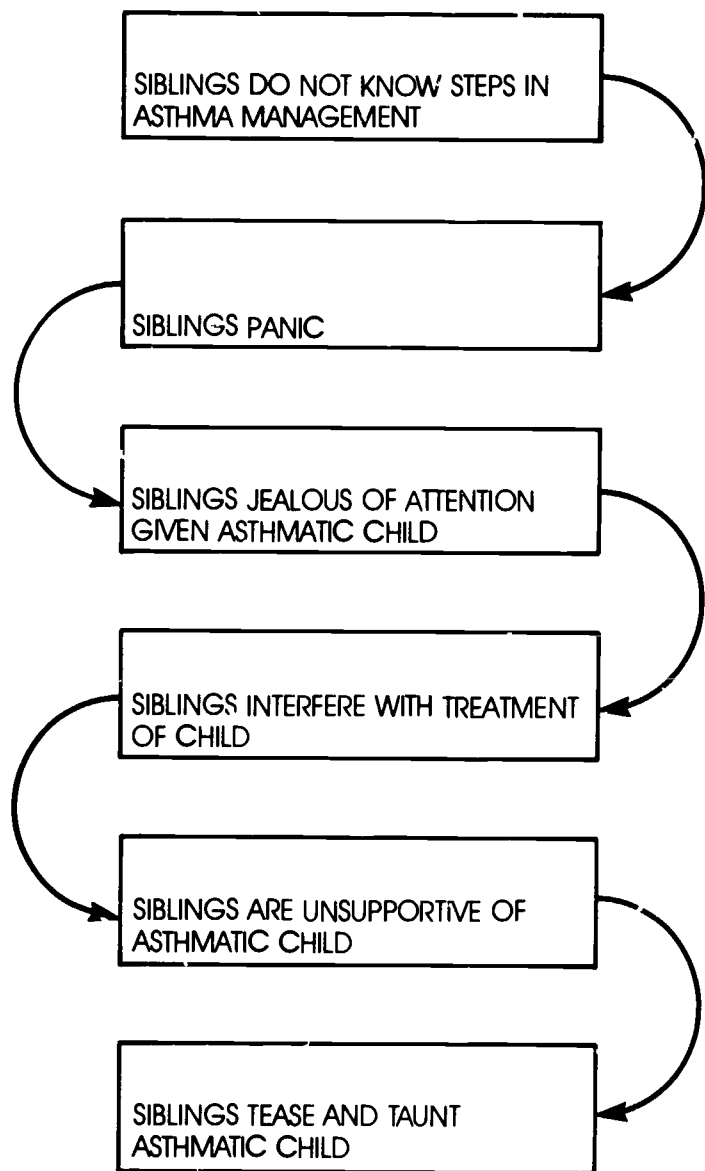 SIBLINGS DO NOT KNOW STEPS IN
ASTHMA MANAGEMENT
SIBLINGS PANIC
SIBLINGS JEALOUS OF ATTENTION
GIVEN ASTHMATIC CHILD
SIBLINGS INTERFERE WITH TREATMENT
OF CHILD
SIBLINGS ARE UNSUPPORTIVE OF
ASTHMATIC CHILD
SIBLINGS TEASE AND TAUNT
ASTHMATIC CHILD